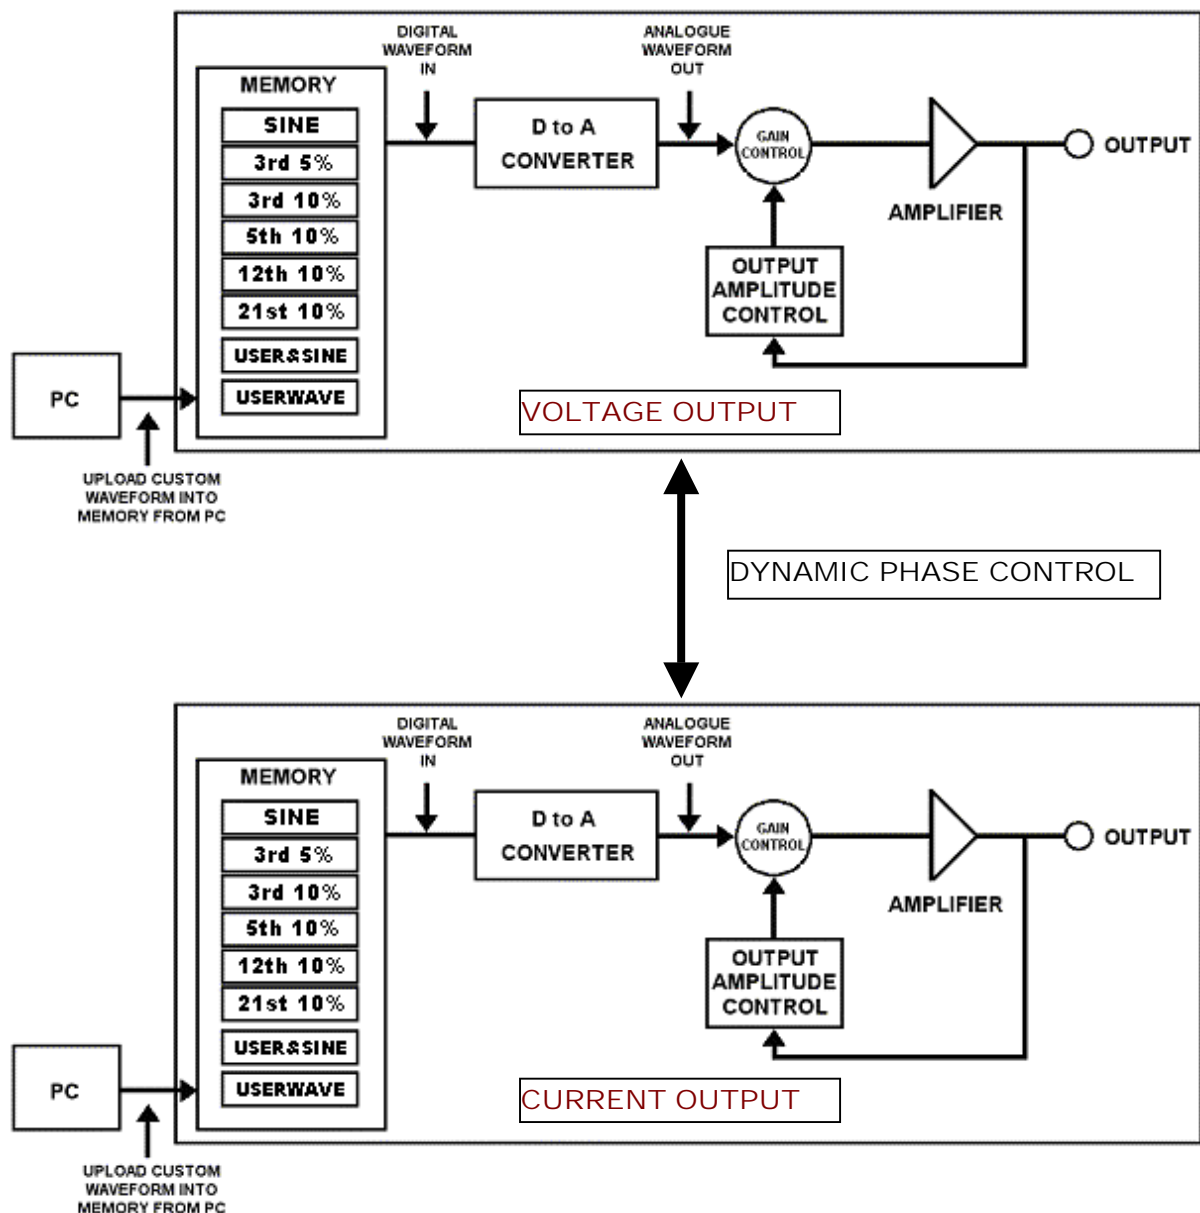 DIGITAL
WAVEFORM
IN
ANALOGUE
WAVEFORM
OUT
MEMORY
SINE
3rd 5%
3rd 10%
5th 10%
12th 10%
21st 10%
USER&SINE
USERWAVE
D to A
CONVERTER
GAIN
CONTROL
AMPLIFIER
OUTPUT
OUTPUT
AMPLITUDE
CONTROL
PC
UPLOAD CUSTOM
WAVEFORM INTO
MEMORY FROM PC
VOLTAGE OUTPUT
DYNAMIC PHASE CONTROL
DIGITAL
WAVEFORM
IN
ANALOGUE
WAVEFORM
OUT
MEMORY
SINE
3rd 5%
3rd 10%
5th 10%
12th 10%
21st 10%
USER&SINE
USERWAVE
D to A
CONVERTER
GAIN
CONTROL
AMPLIFIER
OUTPUT
OUTPUT
AMPLITUDE
CONTROL
PC
UPLOAD CUSTOM
WAVEFORM INTO
MEMORY FROM PC
CURRENT OUTPUT